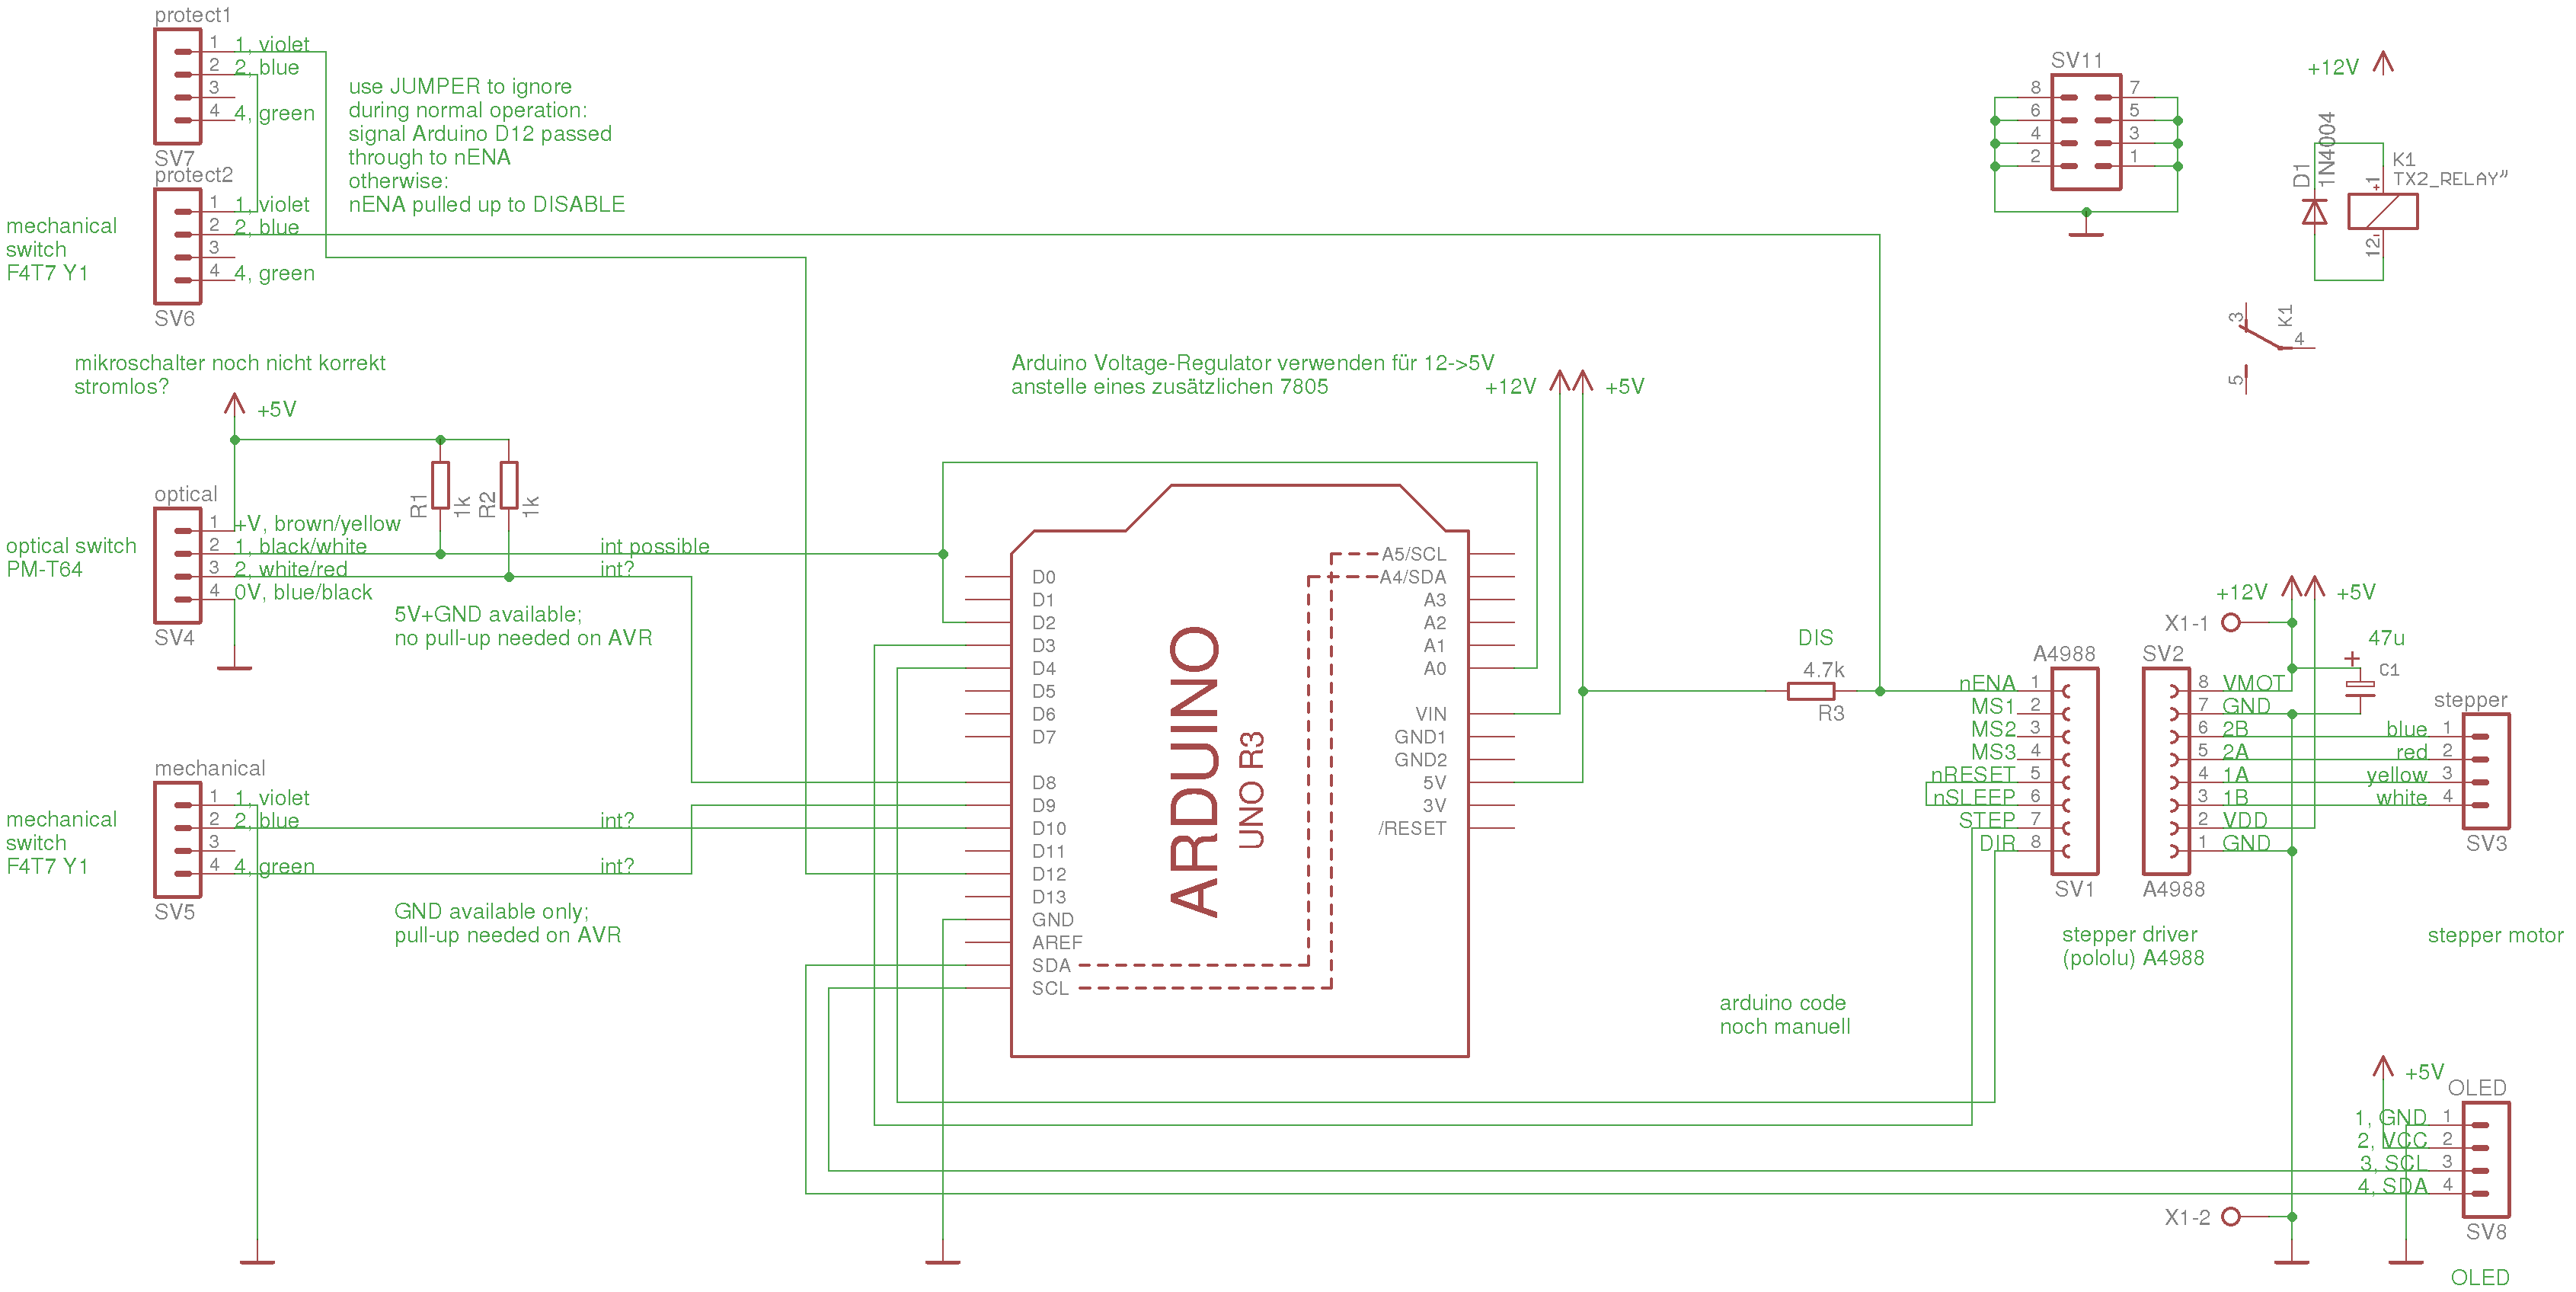 protect1
1 1, violet
2 2, blue
3
4 4, green
SV7
protect2
1 1, violet
2 2, blue
3
4 4, green
SV6
mechanical
switch
F4T7 Y1
use JUMPER to ignore
during normal operation:
signal Arduino D12 passed
through to nENA
otherwise:
nENA pulled up to DISABLE
mikroschalter noch nicht korrekt
stromlos?
+5V
R1
1k
R2
1k
optical
1 +V, brown/yellow
2 1, black/white
3 2, white/red
4 0V, blue/black
SV4
optical switch
PM-T64
int possible
int?
5V+GND available;
no pull-up needed on AVR
mechanical
1 1, violet
2 2, blue
3
4 4, green
SV5
mechanical
switch
F4T7 Y1
int?
int?
GND available only;
pull-up needed on AVR
Arduino Voltage-Regulator verwenden für 12->5V
anstelle eines zusätzlichen 7805
+12V
+5V
ARDUINO
UNO R3
D0
D1
D2
D3
D4
D5
D6
D7
D8
D9
D10
D11
D12
D13
GND
AREF
SDA
SCL
A5/SCL
A4/SDA
A3
A2
A1
A0
VIN
GND1
GND2
5V
3V
/RESET
DIS
4.7k
R3
arduino code
noch manuell
SV11
8 7
6 5
4 3
2 1
+12V
D1
1N4004
K1
TX2_RELAY"
1
+
12
-
3
K1
4
5
+12V
+5V
X1-1
47u
+
C1
A4988
nENA 1
MS1 2
MS2 3
MS3 4
nRESET 5
nSLEEP 6
STEP 7
DIR 8
SV1
SV2
8 VMOT
7 GND
6 2B
5 2A
4 1A
3 1B
2 VDD
1 GND
A4988
stepper
blue 1
red 2
yellow 3
white 4
SV3
stepper driver
(pololu) A4988
stepper motor
+5V
OLED
1, GND 1
2, VCC 2
3, SCL 3
4, SDA 4
SV8
X1-2
OLED